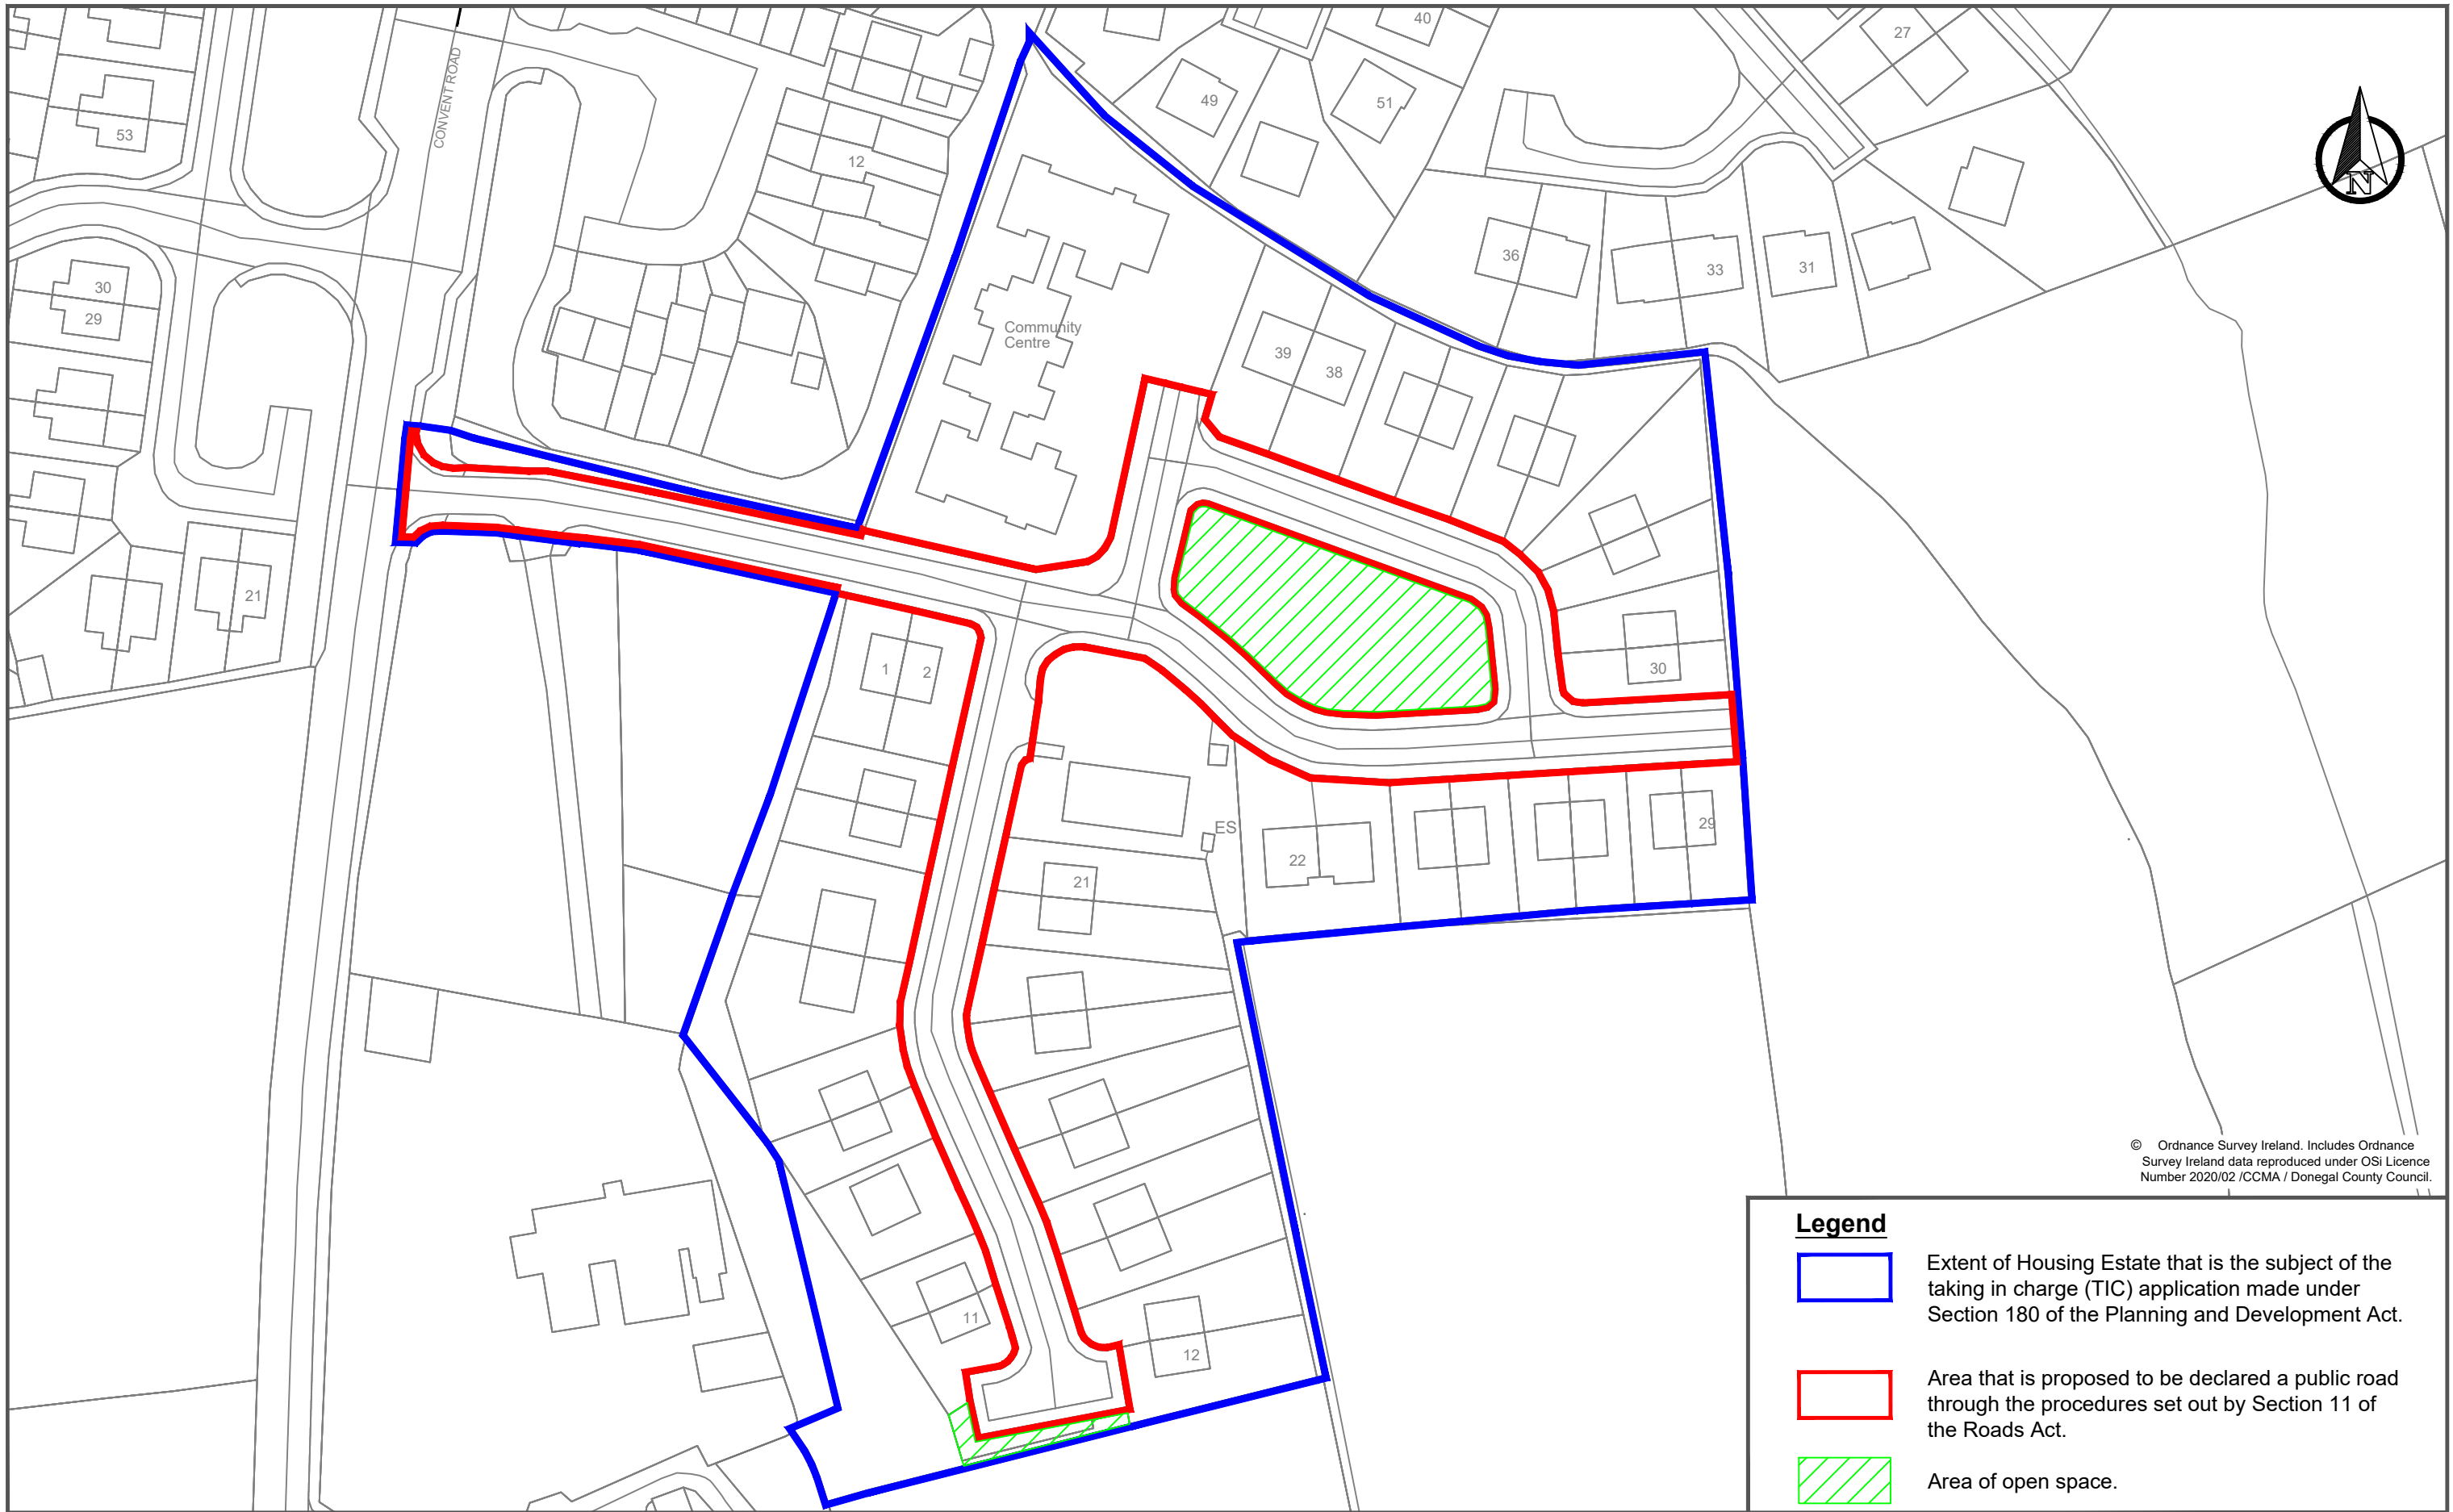 40
27
CONVENT ROAD
49
51
53
12
36
33
31
30
29
Community
Centre
39
38
21
1
2
30
ES
22
29
21
11
12
N
© Ordnance Survey Ireland. Includes Ordnance
Survey Ireland data reproduced under OSi Licence
Number 2020/02 /CCMA / Donegal County Council.
Legend
Extent of Housing Estate that is the subject of the
taking in charge (TIC) application made under
Section 180 of the Planning and Development Act.
Area that is proposed to be declared a public road
through the procedures set out by Section 11 of
the Roads Act.
Area of open space.